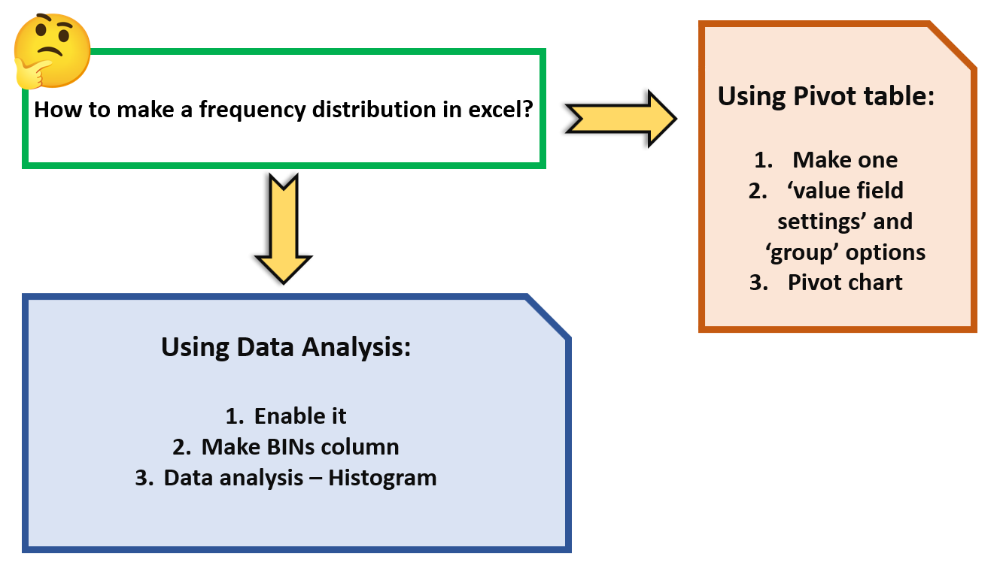 How to make a frequency distribution in excel?
Using Pivot table:
1. Make one
2. ‘value field
settings’ and
‘group’ options
3. Pivot chart
Using Data Analysis:
1. Enable it
2. Make BINs column
3. Data analysis – Histogram